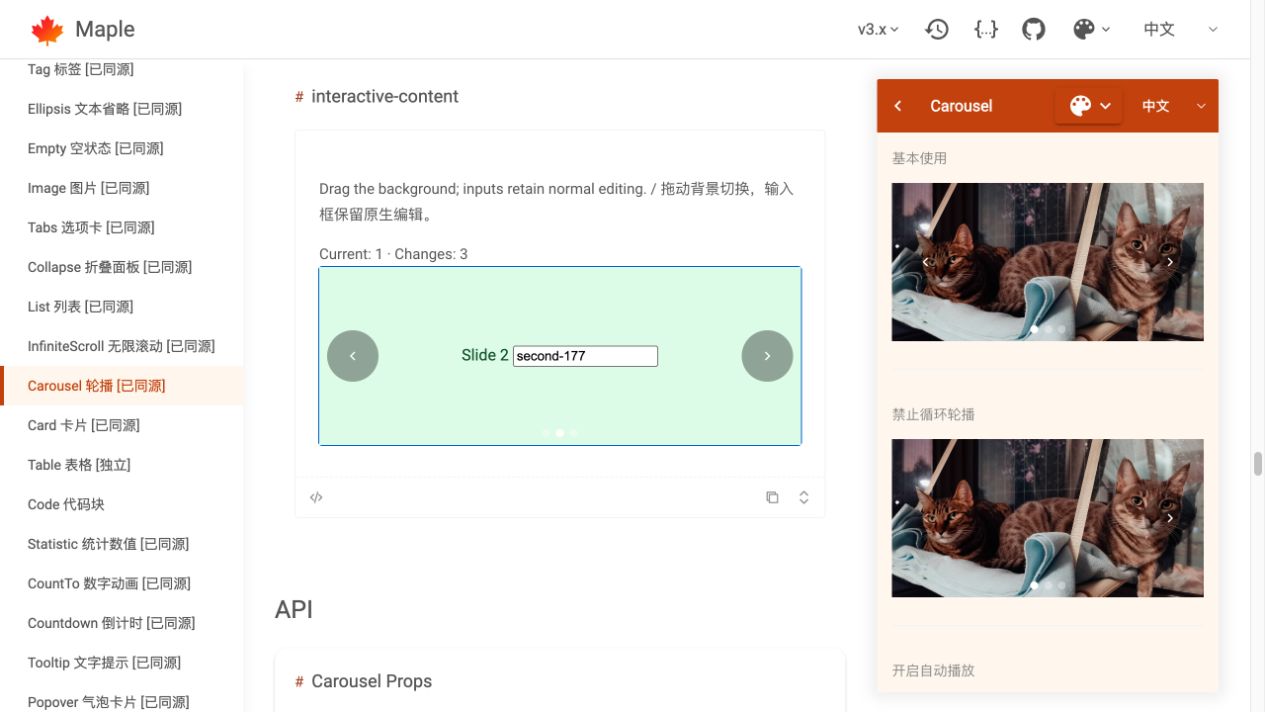 Maple
v3.x
中文
Tag 标签 [已同源]
Ellipsis 文本省略 [已同源]
Empty 空状态 [已同源]
Image 图片 [已同源]
Tabs 选项卡 [已同源]
Collapse 折叠面板 [已同源]
List 列表 [已同源]
InfiniteScroll 无限滚动 [已同源]
Carousel 轮播 [已同源]
Card 卡片 [已同源]
Table 表格 [独立]
Code 代码块
Statistic 统计数值 [已同源]
CountTo 数字动画 [已同源]
Countdown 倒计时 [已同源]
Tooltip 文字提示 [已同源]
Popover 气泡卡片 [已同源]
# interactive-content
Drag the background; inputs retain normal editing. / 拖动背景切换，输入
框保留原生编辑。
Current: 1 · Changes: 3
Slide 2 second-177
API
# Carousel Props
Carousel
中文
基本使用
禁止循环轮播
开启自动播放